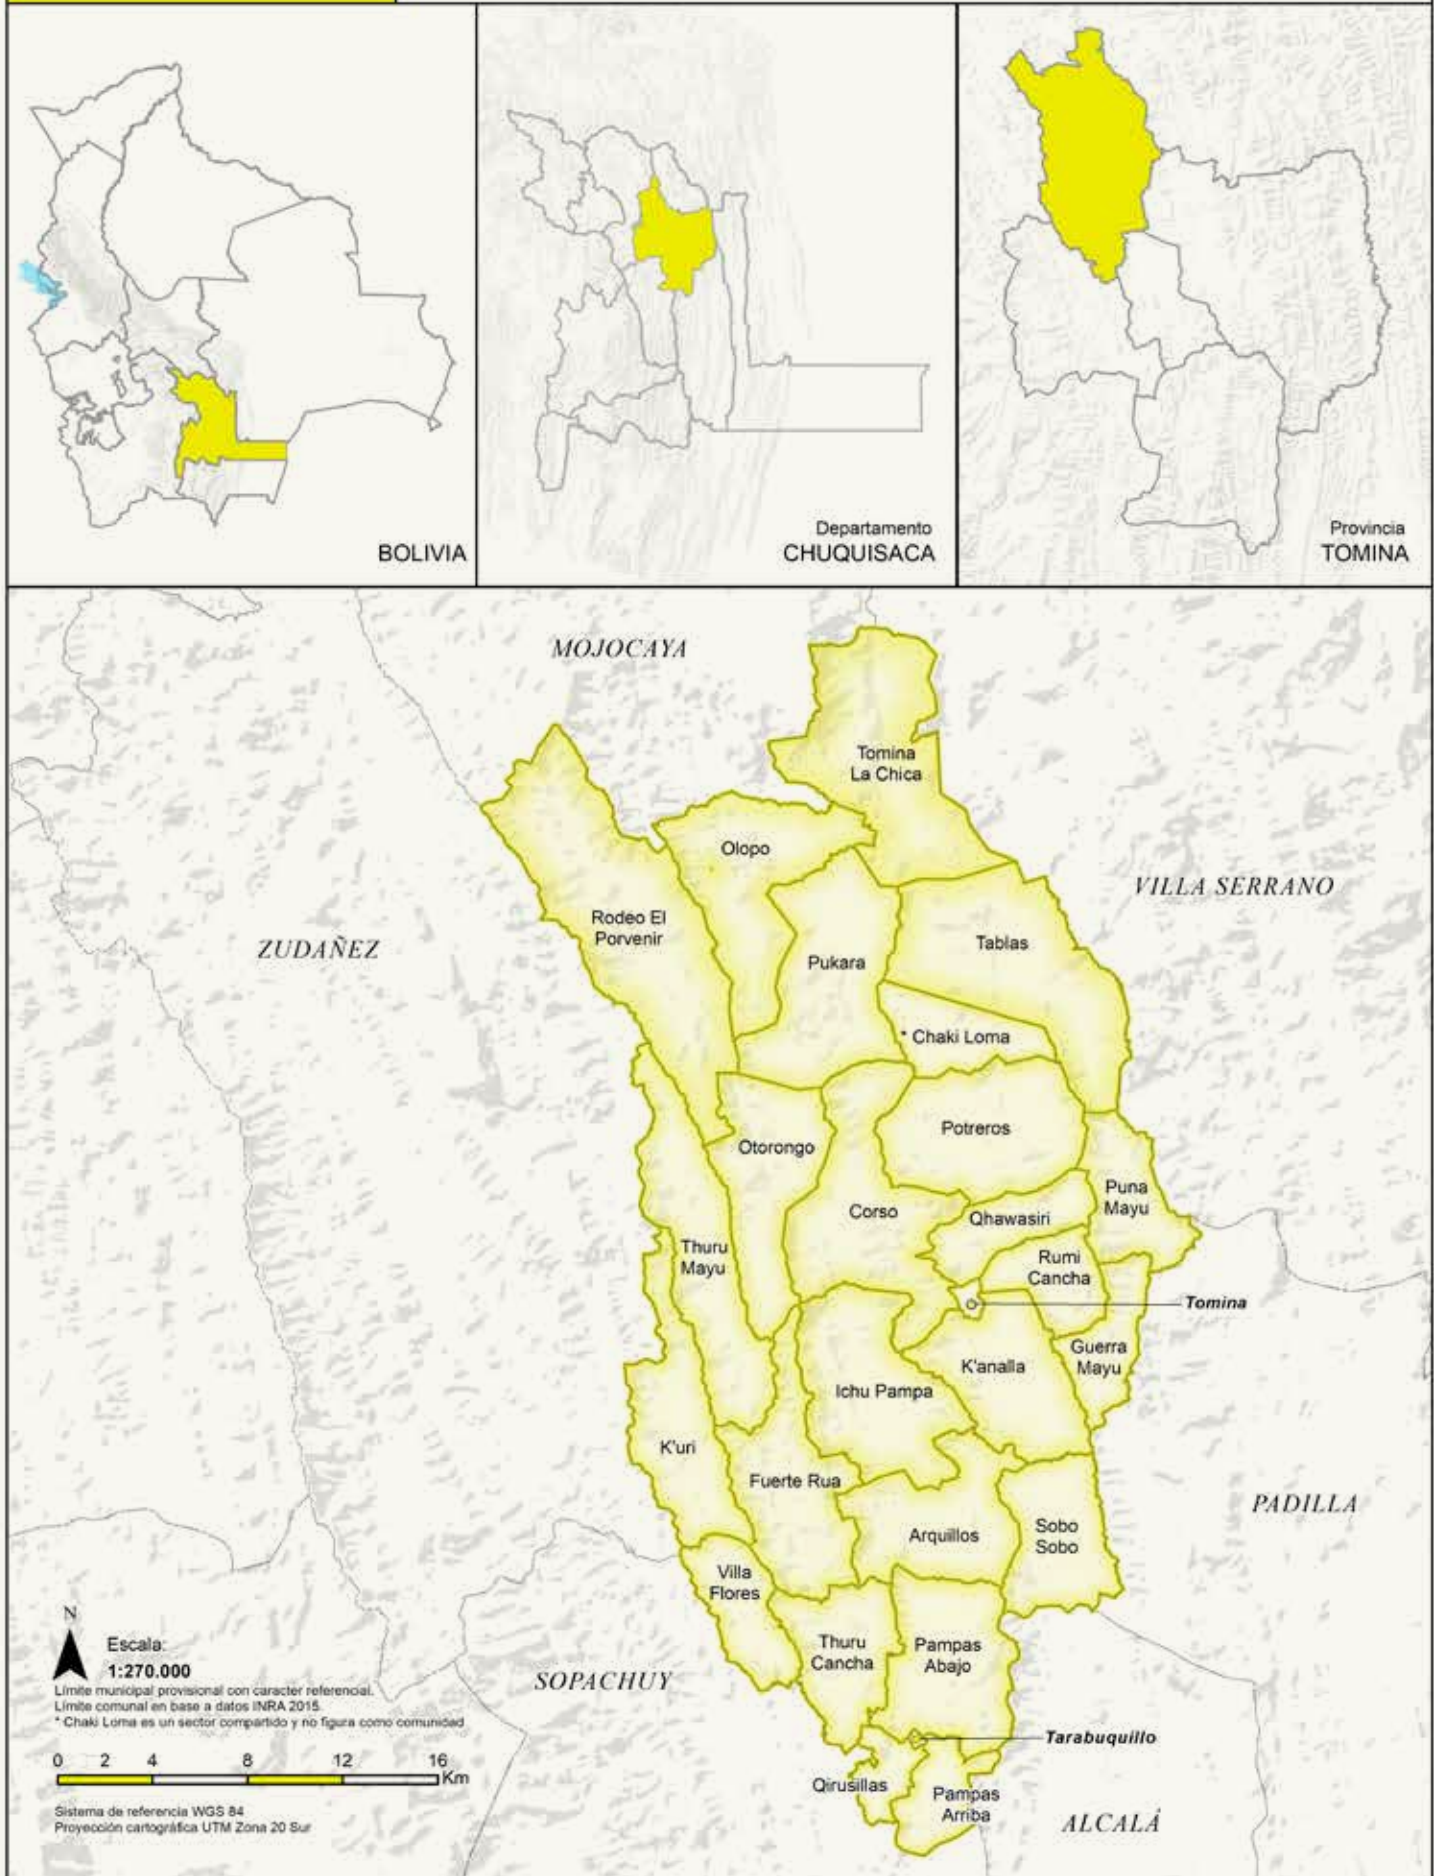 BOLIVIA
Departamento
CHUQUISACA
Provincia
TOMINA
MOJOCAYA
Tomina
La Chica
Olopo
VILLA SERRANO
Rodeo El
Porvenir
ZUDAÑEZ
Tablas
Pukara
* Chaki Loma
Potreros
Otorongo
Puna
Mayu
Corso
Qhawasiri
Thuru
Mayu
Rumi
Cancha
Tomina
Guerra
Mayu
K'analla
Ichu Pampa
K'uri
Fuerte Rua
PADILLA
Arquillos
Sobo
Sobo
Villa
Flores
N
Escala:
1:270.000
Límite municipal provisional con caracter referencial.
Límite comunal en base a datos INRA 2015.
* Chaki Loma es un sector compartido y no figura como comunidad
Thuru
Cancha
Pampas
Abajo
SOPACHUY
Tarabuquillo
0 2 4 8 12 16
Km
Qirusillas
Pampas
Arriba
ALCALÁ
Sistema de referencia WGS 84
Proyección cartográfica UTM Zona 20 Sur